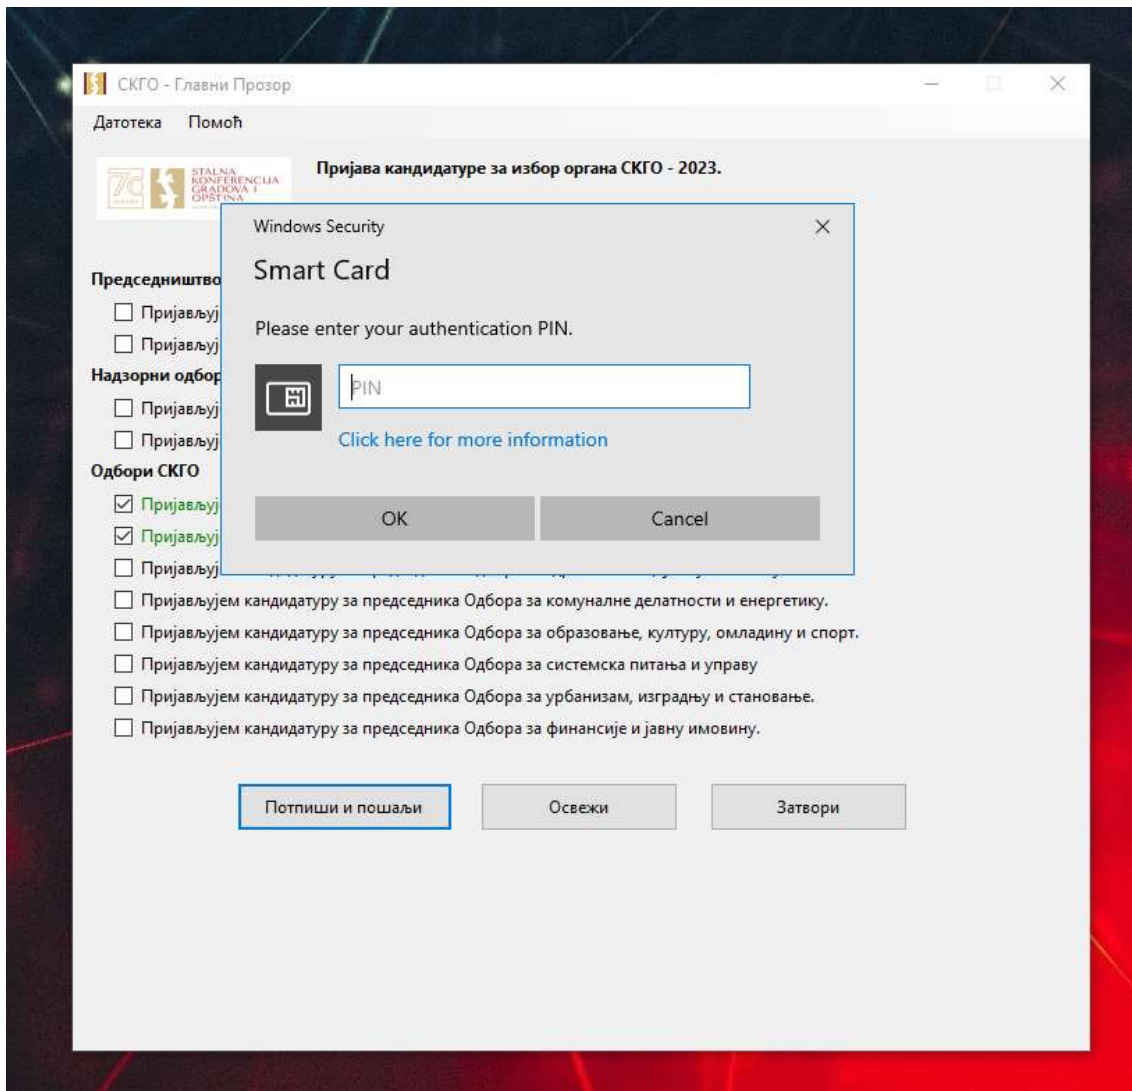 СКГО - Главни Прозор
Датотека Помоћ
STALNA
KONFERENCIJA
GRADOVA I
OPŠTINA
Пријава кандидатуре за избор органа СКГО - 2023.
Windows Security
Smart Card
Please enter your authentication PIN.
PIN
Click here for more information
OK Cancel
Председништво
Надзорни одбор
Одбори СКГО
Пријављујем кандидатуру за председника Одбора за комуналне делатности и енергетику.
Пријављујем кандидатуру за председника Одбора за образовање, културу, омладину и спорт.
Пријављујем кандидатуру за председника Одбора за системска питања и управу
Пријављујем кандидатуру за председника Одбора за урбанизам, изградњу и становање.
Пријављујем кандидатуру за председника Одбора за финансије и јавну имовину.
Потпиши и пошаљи Освежи Затвори